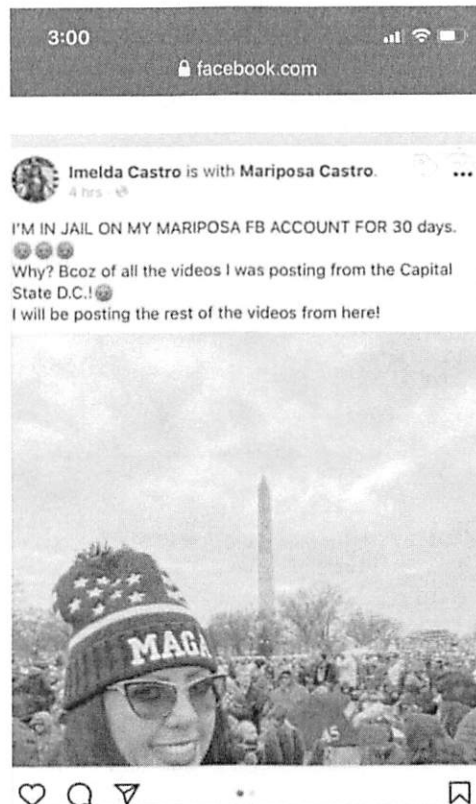 3:00
facebook.com
Imelda Castro is with Mariposa Castro.
4 hrs
I'M IN JAIL ON MY MARIPOSA FB ACCOUNT FOR 30 days.
Why? Bcoz of all the videos I was posting from the Capital
State D.C.!
I will be posting the rest of the videos from here!
MAGA